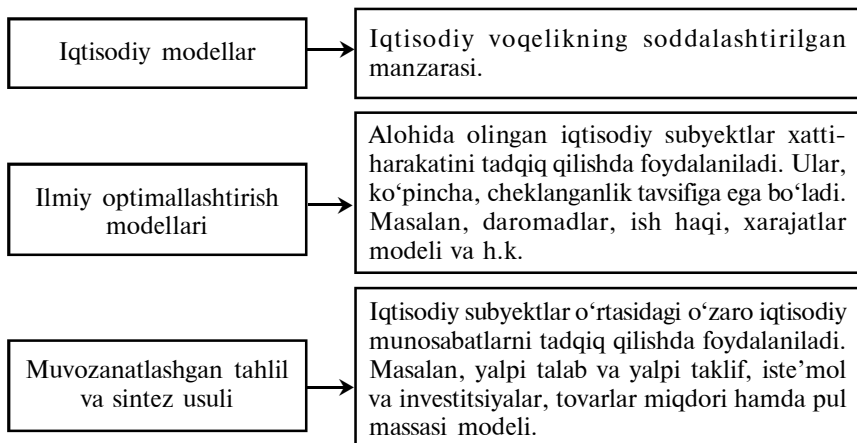 Iqtisodiy modellar
Iqtisodiy voqelikning soddalashtirilgan
manzarasi.
Ilmiy optimallashtirish
modellari
Alohida olingan iqtisodiy subyektlar xatti-
harakatini tadqiq qilishda foydalaniladi. Ular,
ko‘pincha, cheklanganlik tavsifiga ega bo‘ladi.
Masalan, daromadlar, ish haqi, xarajatlar
modeli va h.k.
Muvozanatlashgan tahlil
va sintez usuli
Iqtisodiy subyektlar o‘rtasidagi o‘zaro iqtisodiy
munosabatlarni tadqiq qilishda foydalaniladi.
Masalan, yalpi talab va yalpi taklif, iste’mol
va investitsiyalar, tovarlar miqdori hamda pul
massasi modeli.